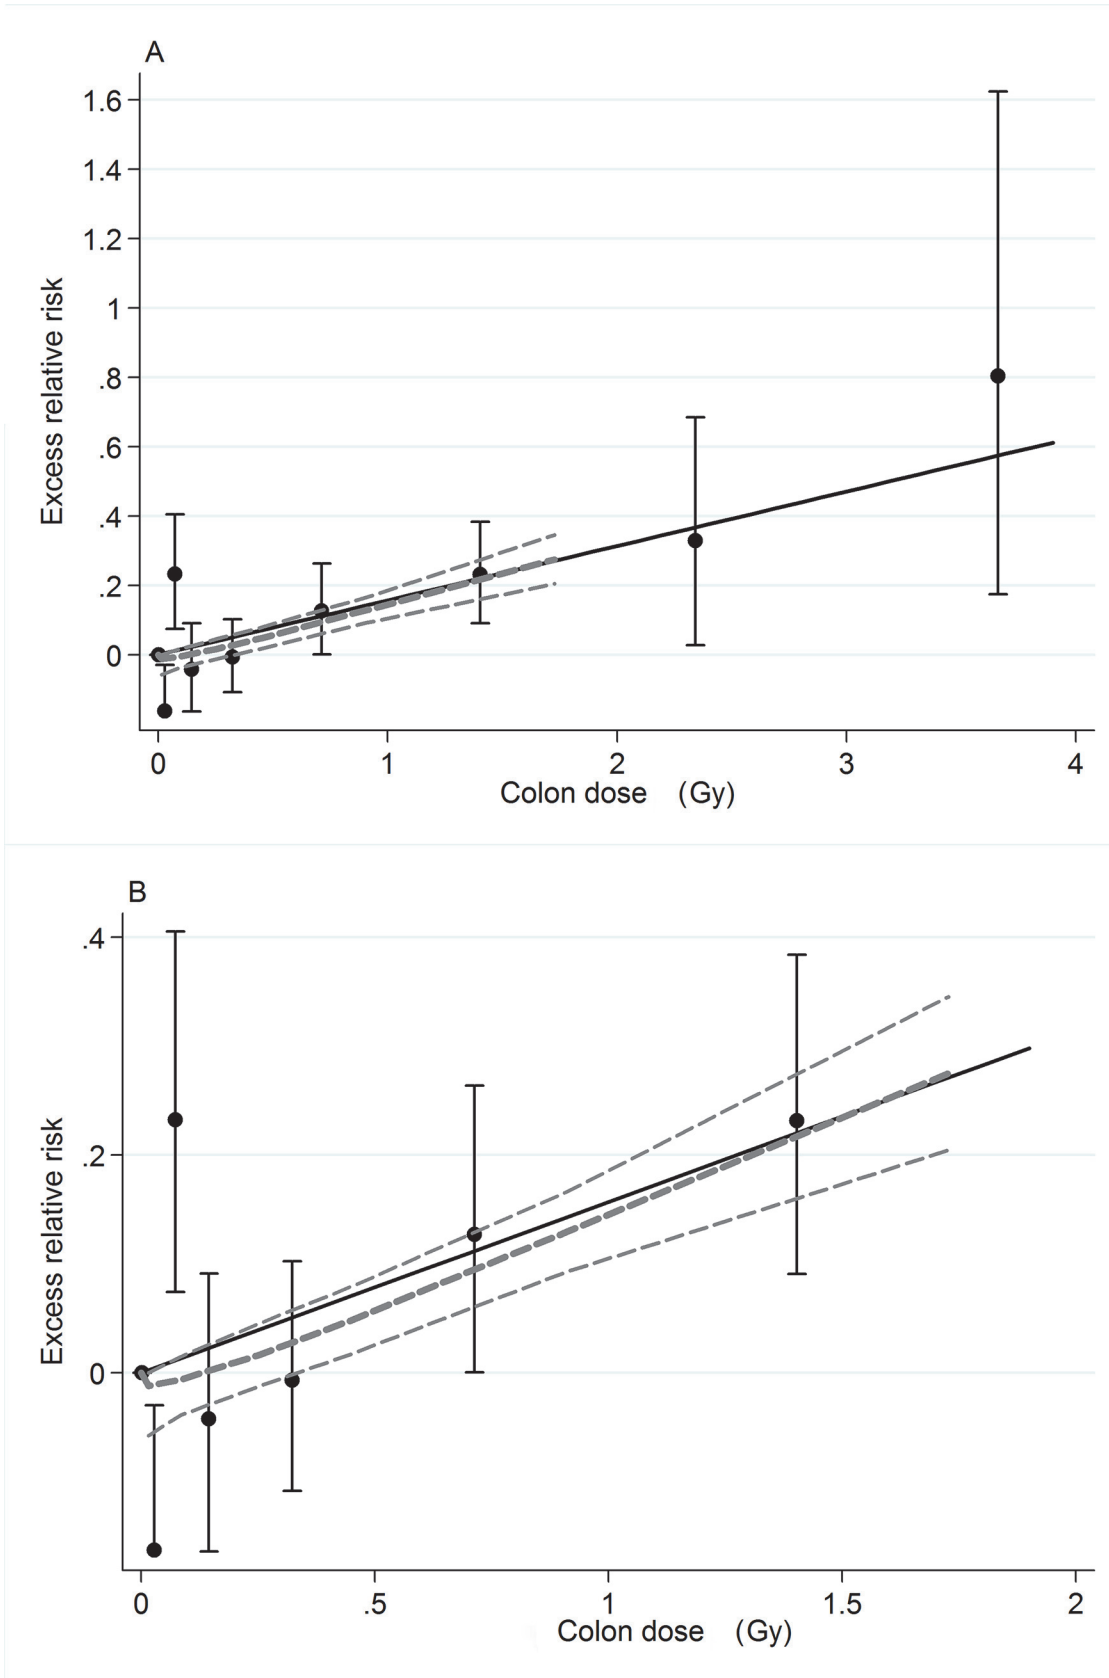 A
1.6
1.4
1.2
1
.8
.6
.4
.2
0
Excess relative risk
0 1 2 3 4
Colon dose (Gy)
B
.4
.2
0
Excess relative risk
0 .5 1 1.5 2
Colon dose (Gy)